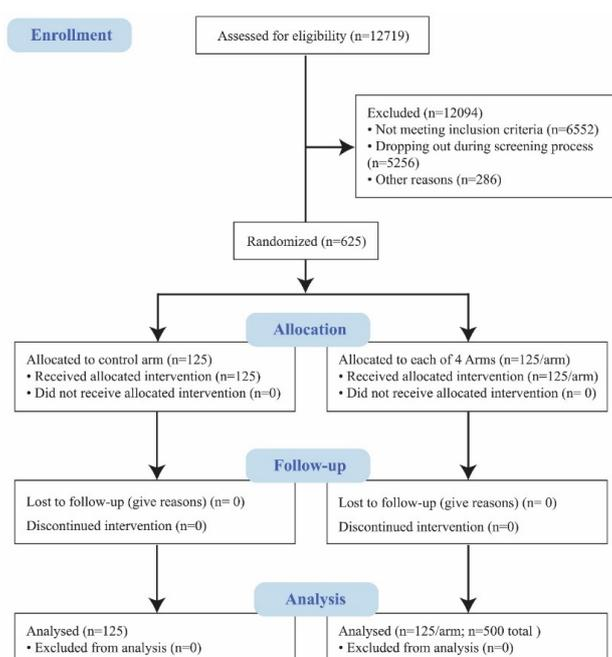 Enrollment
Assessed for eligibility (n=12719)
Excluded (n=12094)
• Not meeting inclusion criteria (n=6552)
• Dropping out during screening process
(n=5256)
• Other reasons (n=286)
Randomized (n=625)
Allocation
Allocated to control arm (n=125)
• Received allocated intervention (n=125)
• Did not receive allocated intervention (n=0)
Allocated to each of 4 Arms (n=125/arm)
• Received allocated intervention (n=125/arm)
• Did not receive allocated intervention (n= 0)
Follow-up
Lost to follow-up (give reasons) (n= 0)
Discontinued intervention (n=0)
Lost to follow-up (give reasons) (n= 0)
Discontinued intervention (n=0)
Analysis
Analysed (n=125)
• Excluded from analysis (n=0)
Analysed (n=125/arm; n=500 total )
• Excluded from analysis (n=0)